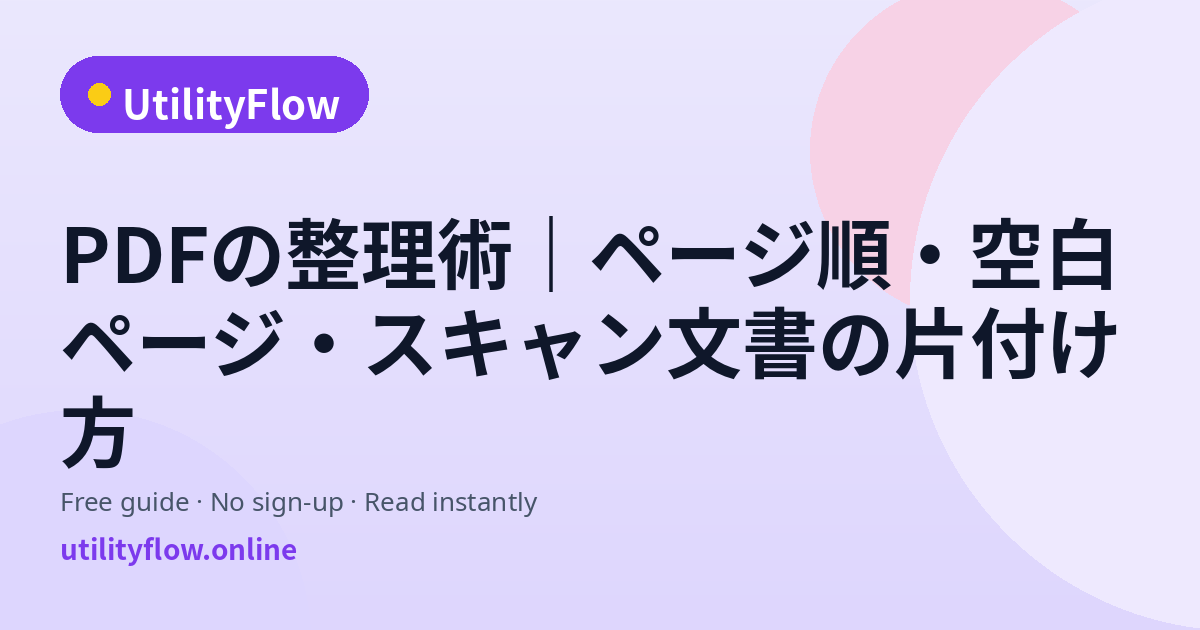 UtilityFlow
PDFの整理術｜ページ順・空白
ページ・スキャン文書の片付け
方
Free guide · No sign-up · Read instantly
utilityflow.online